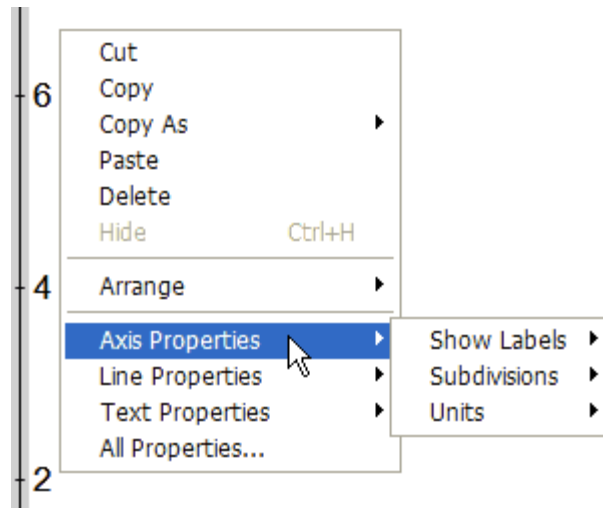 Cut
6 Copy
Copy As
Paste
Delete
Hide Ctrl+H
4 Arrange
Axis Properties Show Labels
Line Properties Subdivisions
Text Properties Units
All Properties...
2